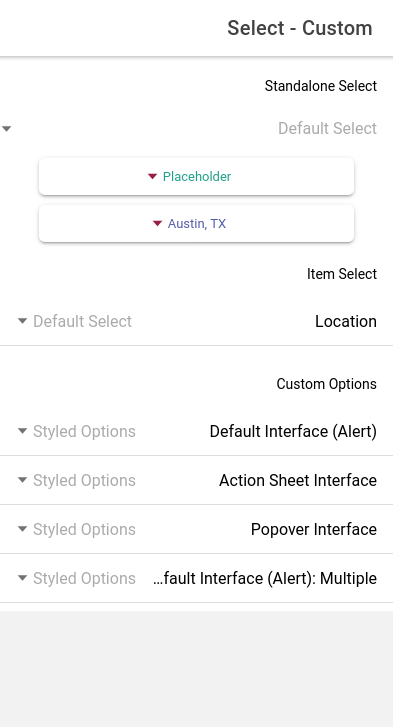 Select - Custom
Standalone Select
Default Select
Placeholder
Austin, TX
Item Select
Location
Default Select
Custom Options
Default Interface (Alert)
Styled Options
Action Sheet Interface
Styled Options
Popover Interface
Styled Options
…fault Interface (Alert): Multiple
Styled Options